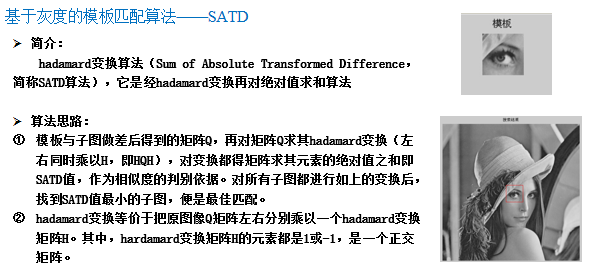 基于灰度的模板匹配算法——SATD
➢ 简介：
hadamard变换算法（Sum of Absolute Transformed Difference，
简称SATD算法），它是经hadamard变换再对绝对值求和算法
➢ 算法思路：
① 模板与子图做差后得到的矩阵Q，再对矩阵Q求其hadamard变换（左
右同时乘以H，即HQH），对变换都得矩阵求其元素的绝对值之和即
SATD值，作为相似度的判别依据。对所有子图都进行如上的变换后，
找到SATD值最小的子图，便是最佳匹配。
② hadamard变换等价于把原图像Q矩阵左右分别乘以一个hadamard变换
矩阵H。其中，hardamard变换矩阵H的元素都是1或-1，是一个正交
矩阵。
模板
搜索结果